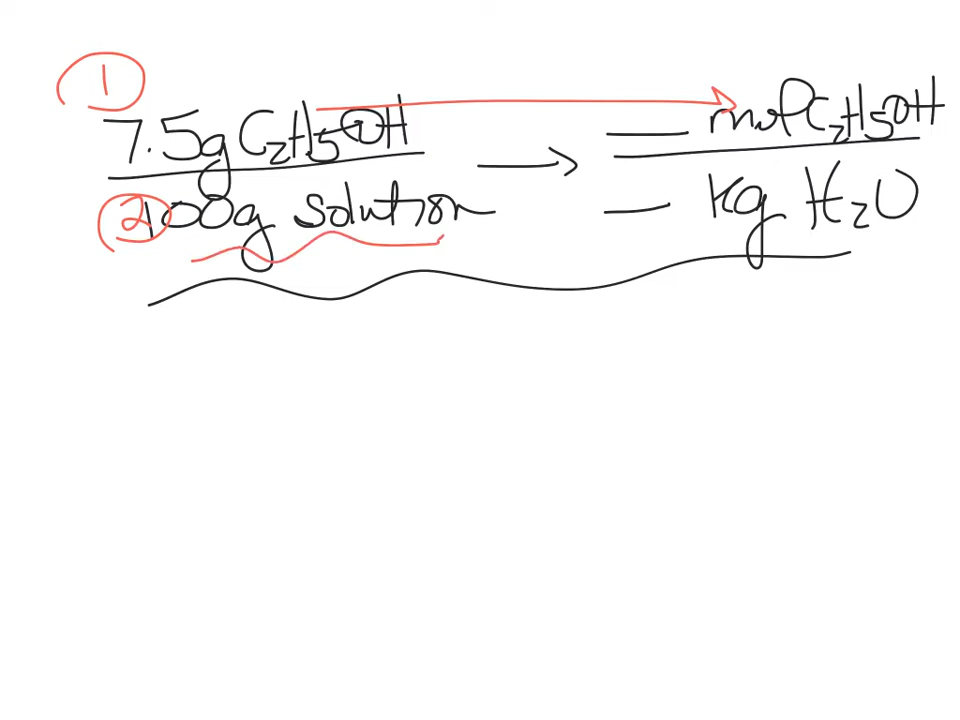 1
7.5g C₂H₅OH → mol C₂H₅OH
2 100g solution kg H₂O